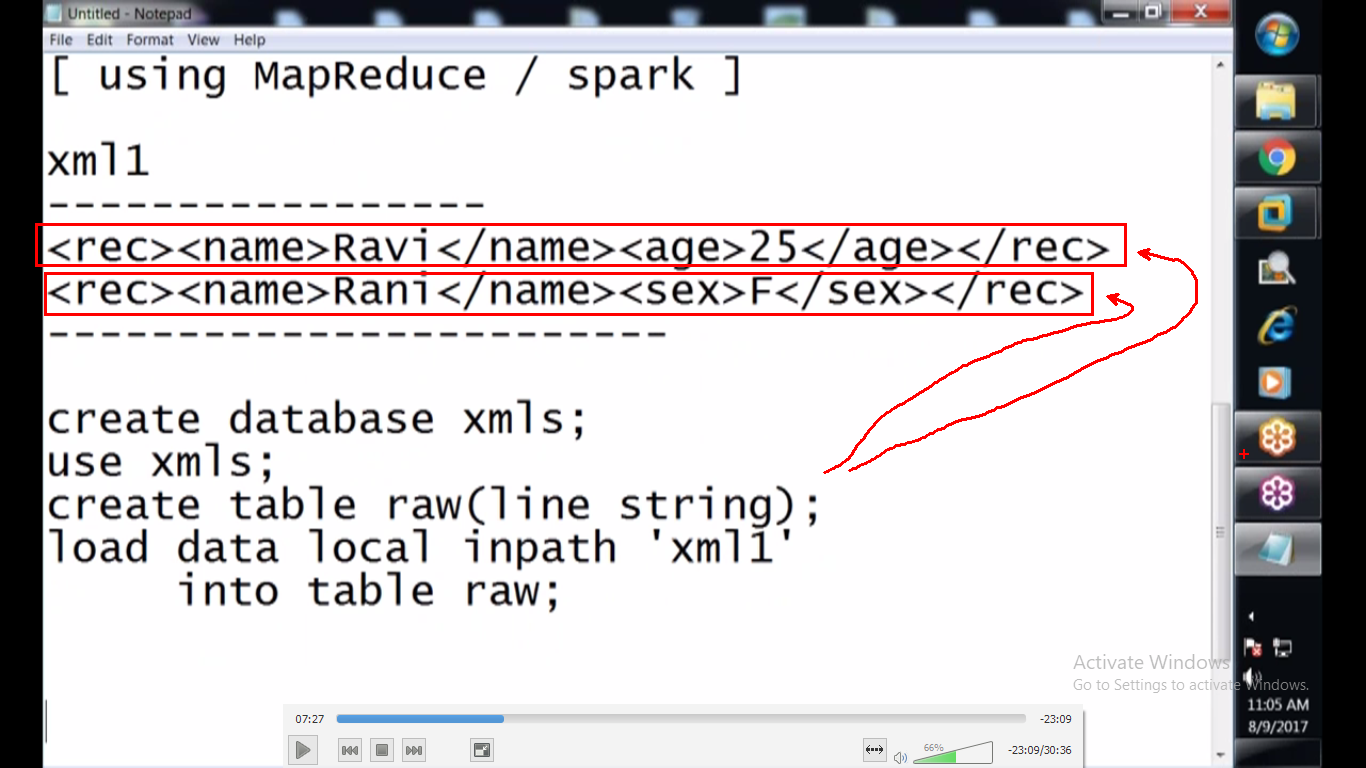 Untitled - Notepad
File Edit Format View Help
[ using MapReduce / spark ]
xml1
-----------------
<rec><name>Ravi</name><age>25</age></rec>
<rec><name>Rani</name><sex>F</sex></rec>
------------------------
create database xmls;
use xmls;
create table raw(line string);
load data local inpath 'xml1'
into table raw;
Activate Windows
Go to Settings to activate Windows.
11:05 AM
8/9/2017
07:27
-23:09
66%
-23:09/30:36